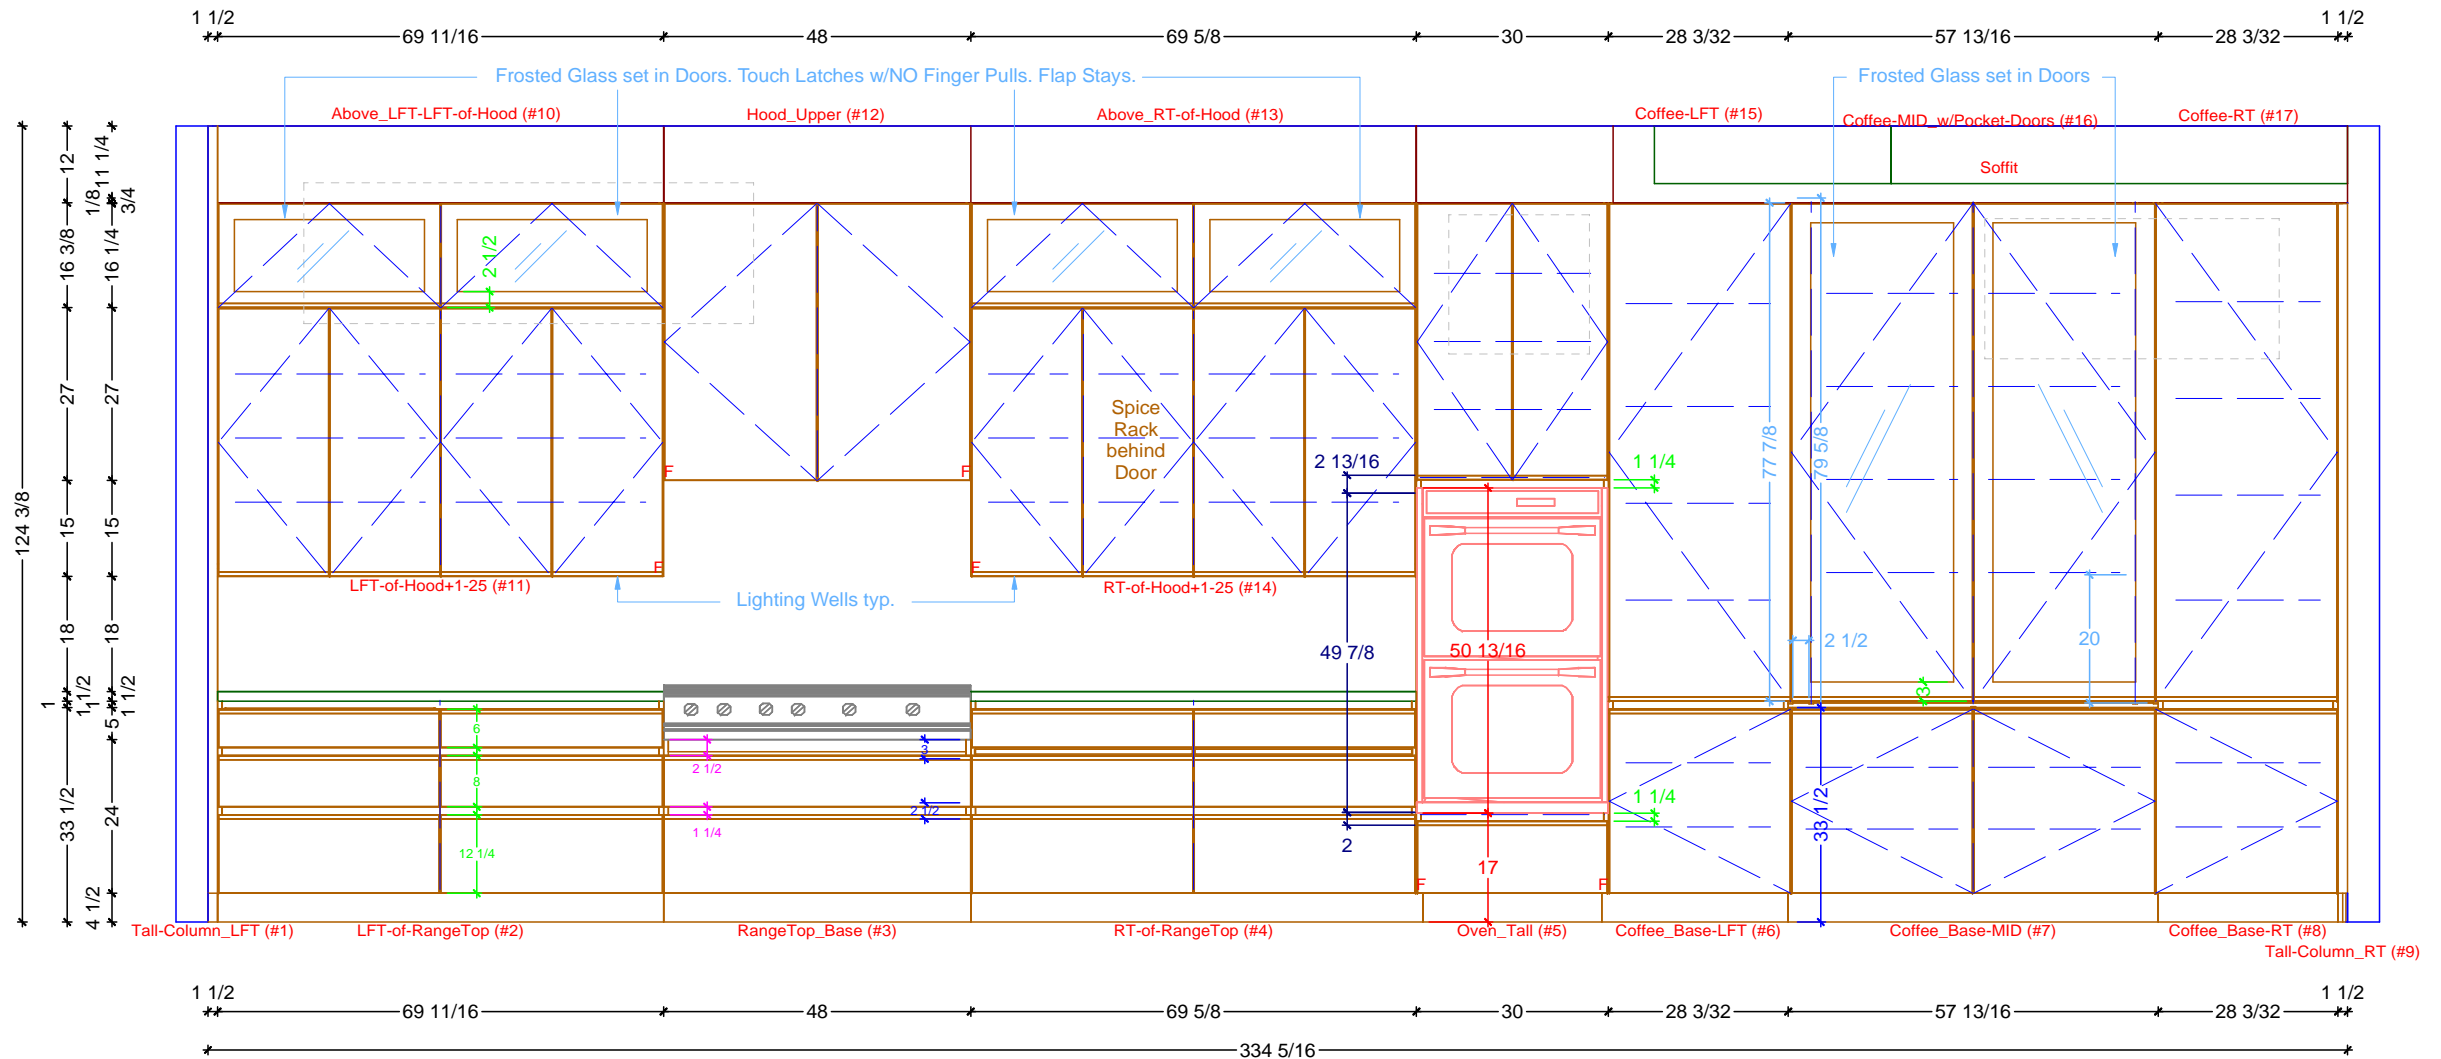 1 1/2
1 1/2
69 11/16
48
69 5/8
30
28 3/32
57 13/16
28 3/32
Frosted Glass set in Doors. Touch Latches w/NO Finger Pulls. Flap Stays.
Frosted Glass set in Doors
Above_LFT-LFT-of-Hood (#10)
Hood_Upper (#12)
Above_RT-of-Hood (#13)
Coffee-LFT (#15)
Coffee-MID_w/Pocket-Doors (#16)
Coffee-RT (#17)
Soffit
124 3/8
12
16 3/8
27
15
18
1
1 1/2
33 1/2
4 1/2
11 1/4
1/8
3/4
16 1/4
27
15
18
1 1/2
5
24
2 1/2
Spice
Rack
behind
Door
F
F
F
F
2 13/16
1 1/4
77 7/8
79 5/8
LFT-of-Hood+1-25 (#11)
RT-of-Hood+1-25 (#14)
Lighting Wells typ.
49 7/8
50 13/16
2 1/2
20
3
6
8
12 1/4
2 1/2
1 1/4
3
2 1/2
1 1/4
2
17
33 1/2
F
F
Tall-Column_LFT (#1)
LFT-of-RangeTop (#2)
RangeTop_Base (#3)
RT-of-RangeTop (#4)
Oven_Tall (#5)
Coffee_Base-LFT (#6)
Coffee_Base-MID (#7)
Coffee_Base-RT (#8)
Tall-Column_RT (#9)
1 1/2
1 1/2
69 11/16
48
69 5/8
30
28 3/32
57 13/16
28 3/32
334 5/16